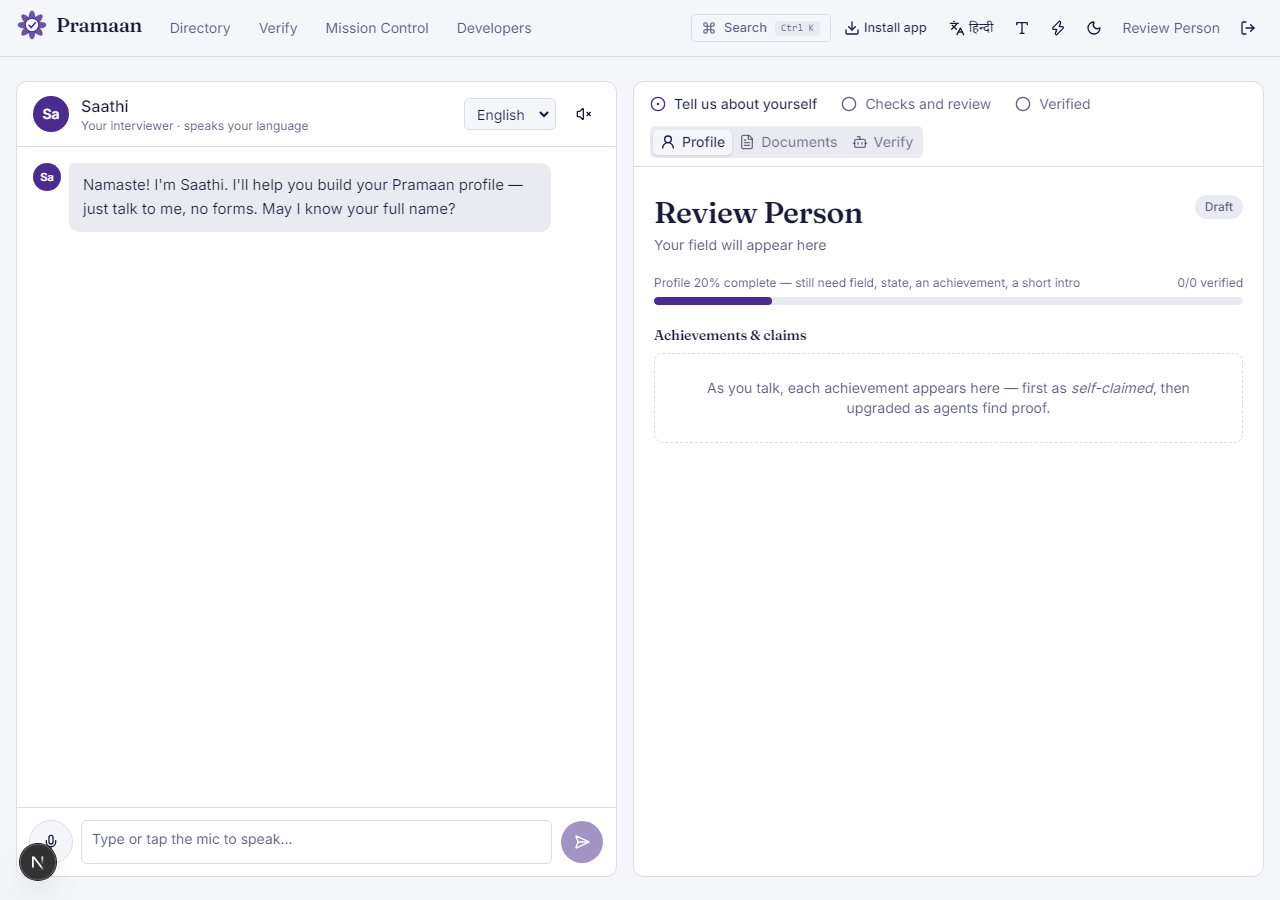 Pramaan
Directory
Verify
Mission Control
Developers
Search
Ctrl K
Install app
हिन्दी
Review Person
Sa
Saathi
Your interviewer · speaks your language
English
Sa
Namaste! I'm Saathi. I'll help you build your Pramaan profile —
just talk to me, no forms. May I know your full name?
Type or tap the mic to speak...
N
Tell us about yourself
Checks and review
Verified
Profile
Documents
Verify
Review Person
Draft
Your field will appear here
Profile 20% complete — still need field, state, an achievement, a short intro
0/0 verified
Achievements & claims
As you talk, each achievement appears here — first as self-claimed, then
upgraded as agents find proof.